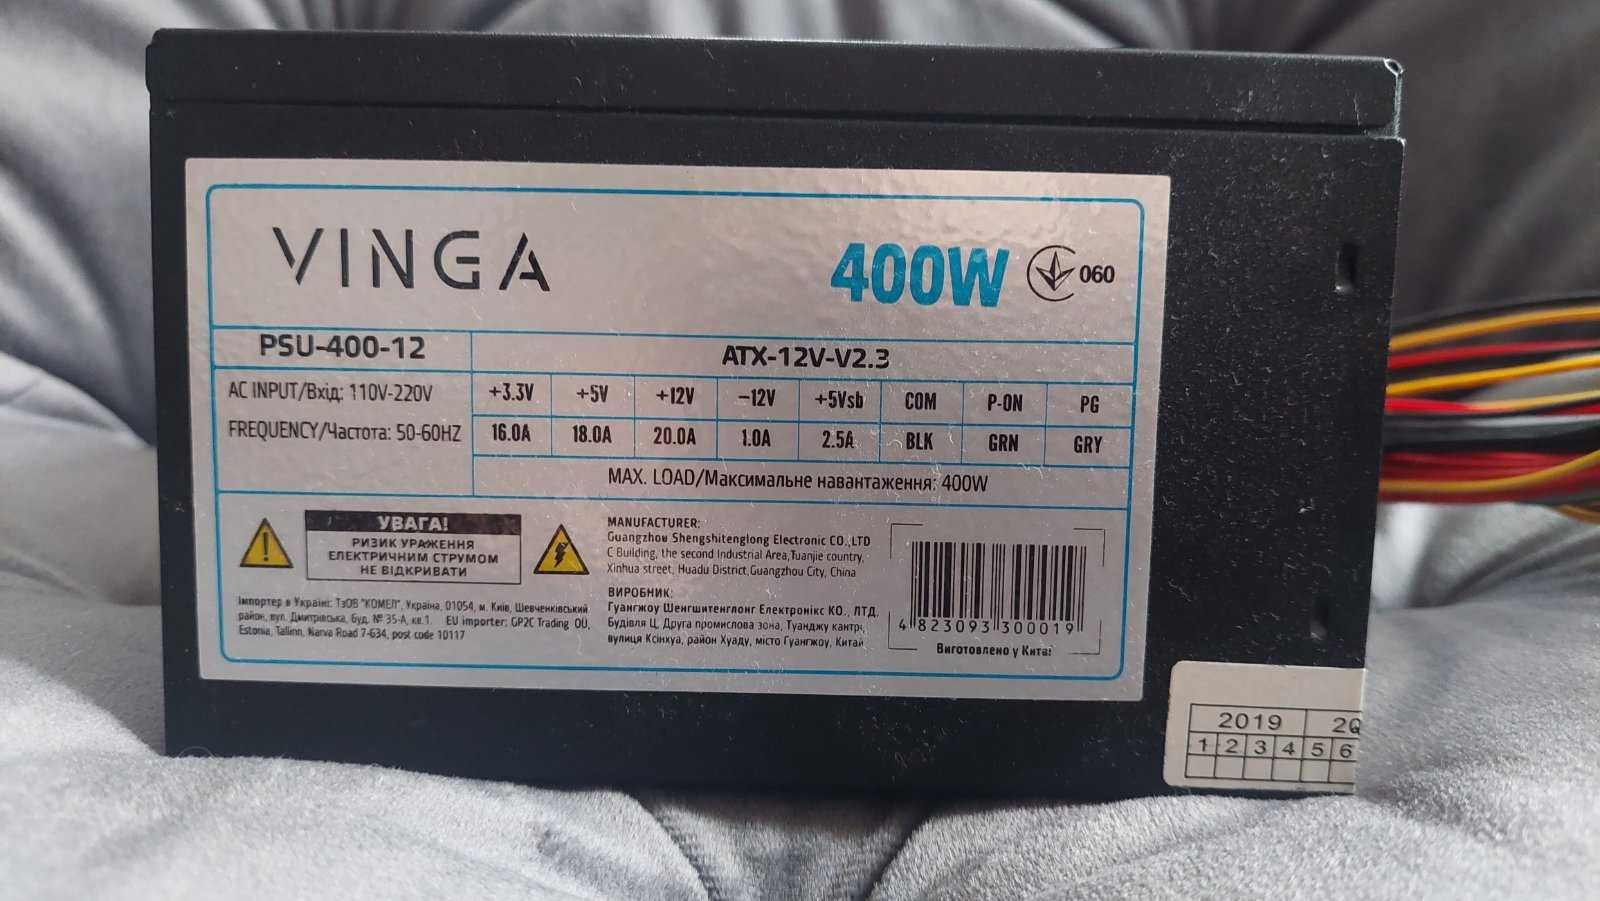 VINGA
400W
060
PSU-400-12
ATX-12V-V2.3
AC INPUT/Вхід: 110V-220V
FREQUENCY/Частота: 50-60HZ
+3.3V +5V +12V −12V +5Vsb COM P-ON PG
16.0A 18.0A 20.0A 1.0A 2.5A BLK GRN GRY
MAX. LOAD/Максимальне навантаження: 400W
УВАГА!
РИЗИК УРАЖЕННЯ
ЕЛЕКТРИЧНИМ СТРУМОМ
НЕ ВІДКРИВАТИ
Імпортер в Україні: ТзОВ "КОМЕЛ", Україна, 01054, м. Київ, Шевченківський
район, вул. Дмитрівська, буд. № 35-А, кв.1. EU importer: GP2C Trading OU,
Estonia, Tallinn, Narva Road 7-634, post code 10117
MANUFACTURER:
Guangzhou Shengshitenglong Electronic CO.,LTD
C Building, the second Industrial Area,Tuanjie country,
Xinhua street, Huadu District,Guangzhou City, China
ВИРОБНИК:
Гуангжоу Шенгшитенглонг Електронікс КО., ЛТД.
Будівля Ц, Друга промислова зона, Туанджу кантрі,
вулиця Ксінхуа, район Хуаду, місто Гуангжоу, Китай
4 823093 300019
Виготовлено у Китаї
2019 2Q
1 2 3 4 5 6